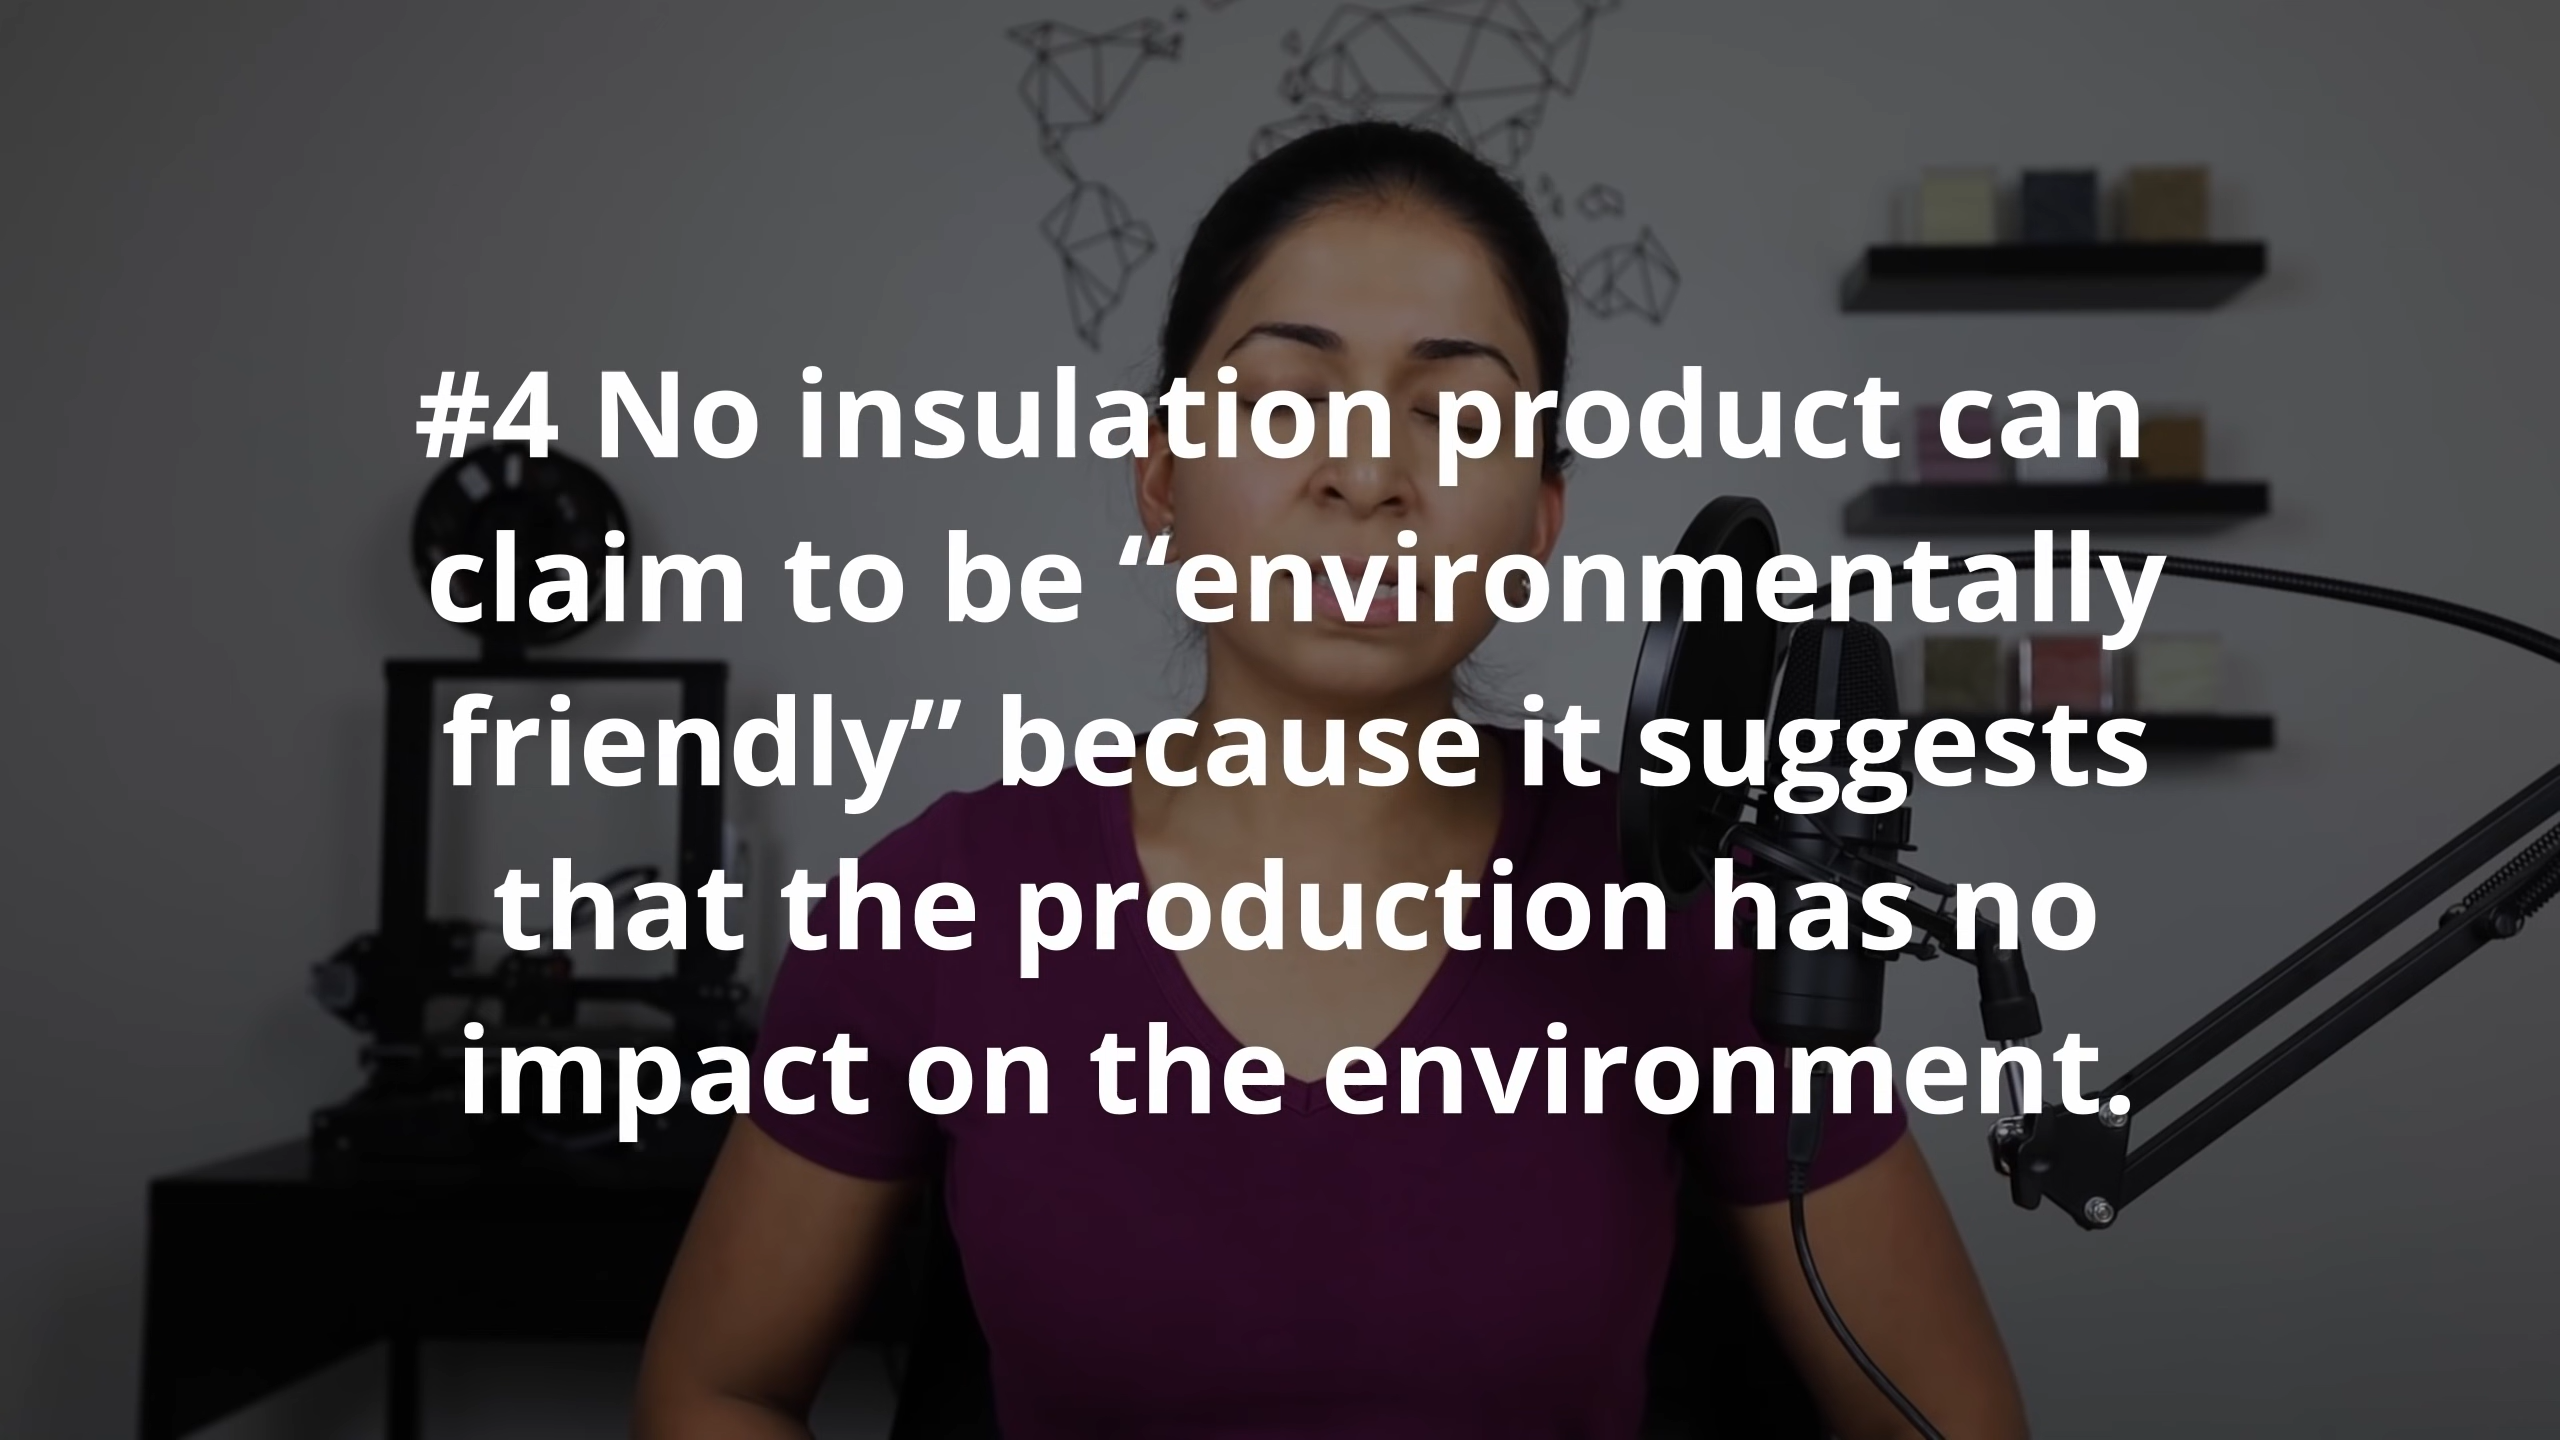 #4 No insulation product can
claim to be “environmentally
friendly” because it suggests
that the production has no
impact on the environment.